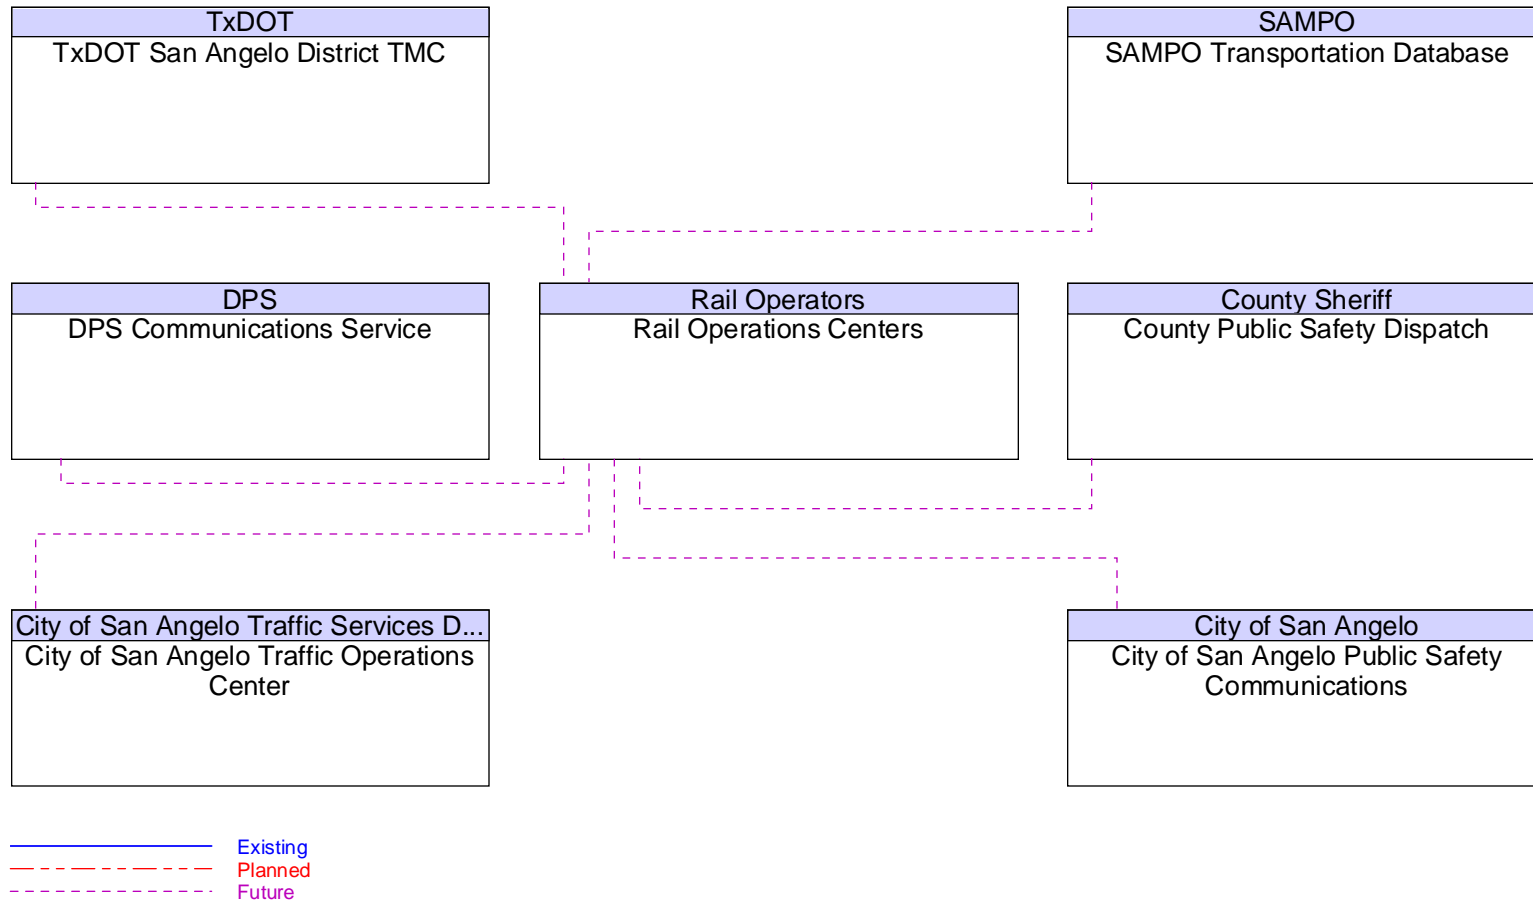 TxDOT
TxDOT San Angelo District TMC
SAMPO
SAMPO Transportation Database
DPS
DPS Communications Service
Rail Operators
Rail Operations Centers
County Sheriff
County Public Safety Dispatch
City of San Angelo Traffic Services D...
City of San Angelo Traffic Operations
Center
City of San Angelo
City of San Angelo Public Safety
Communications
Existing
Planned
Future